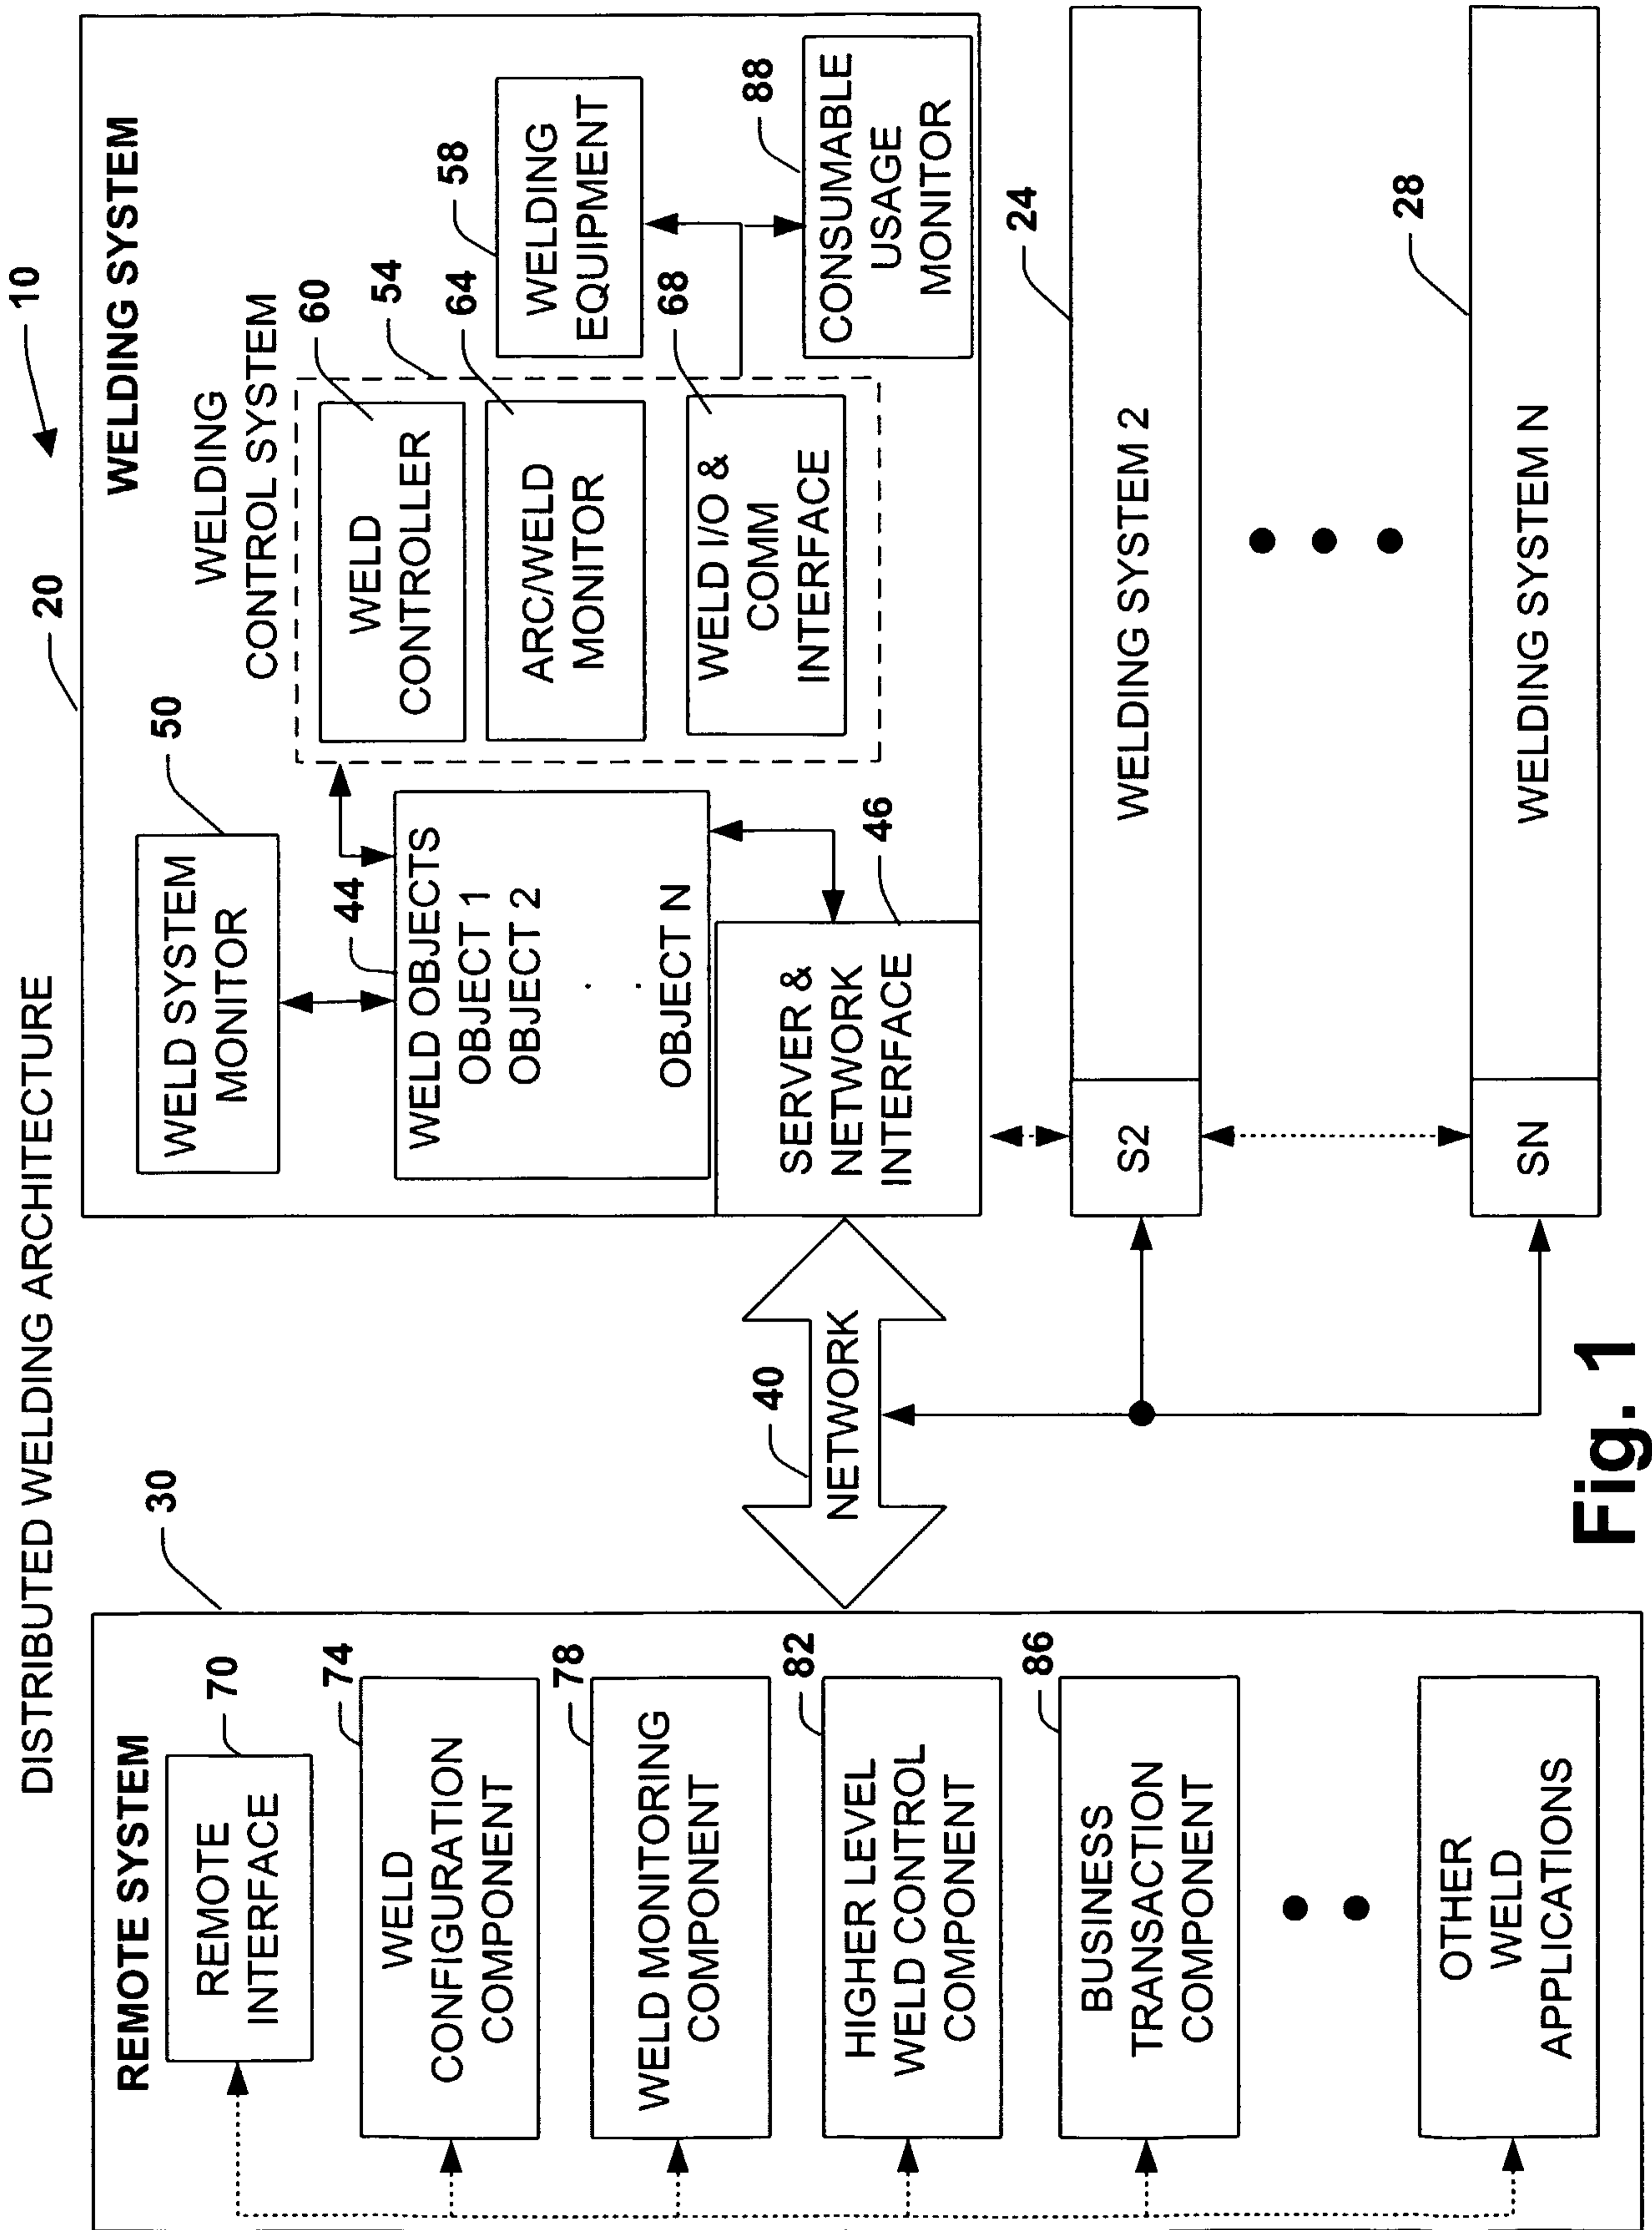 DISTRIBUTED WELDING ARCHITECTURE
10
REMOTE SYSTEM
30
REMOTE
INTERFACE
70
WELD
CONFIGURATION
COMPONENT
74
WELD MONITORING
COMPONENT
78
HIGHER LEVEL
WELD CONTROL
COMPONENT
82
BUSINESS
TRANSACTION
COMPONENT
86
OTHER
WELD
APPLICATIONS
40
NETWORK
20
WELDING SYSTEM
50
WELD SYSTEM
MONITOR
44
WELD OBJECTS
OBJECT 1
OBJECT 2
.
.
OBJECT N
SERVER &
NETWORK
INTERFACE
46
WELDING
CONTROL SYSTEM
54
60
WELD
CONTROLLER
64
ARC/WELD
MONITOR
68
WELD I/O &
COMM
INTERFACE
58
WELDING
EQUIPMENT
88
CONSUMABLE
USAGE
MONITOR
24
S2
WELDING SYSTEM 2
28
SN
WELDING SYSTEM N
Fig. 1